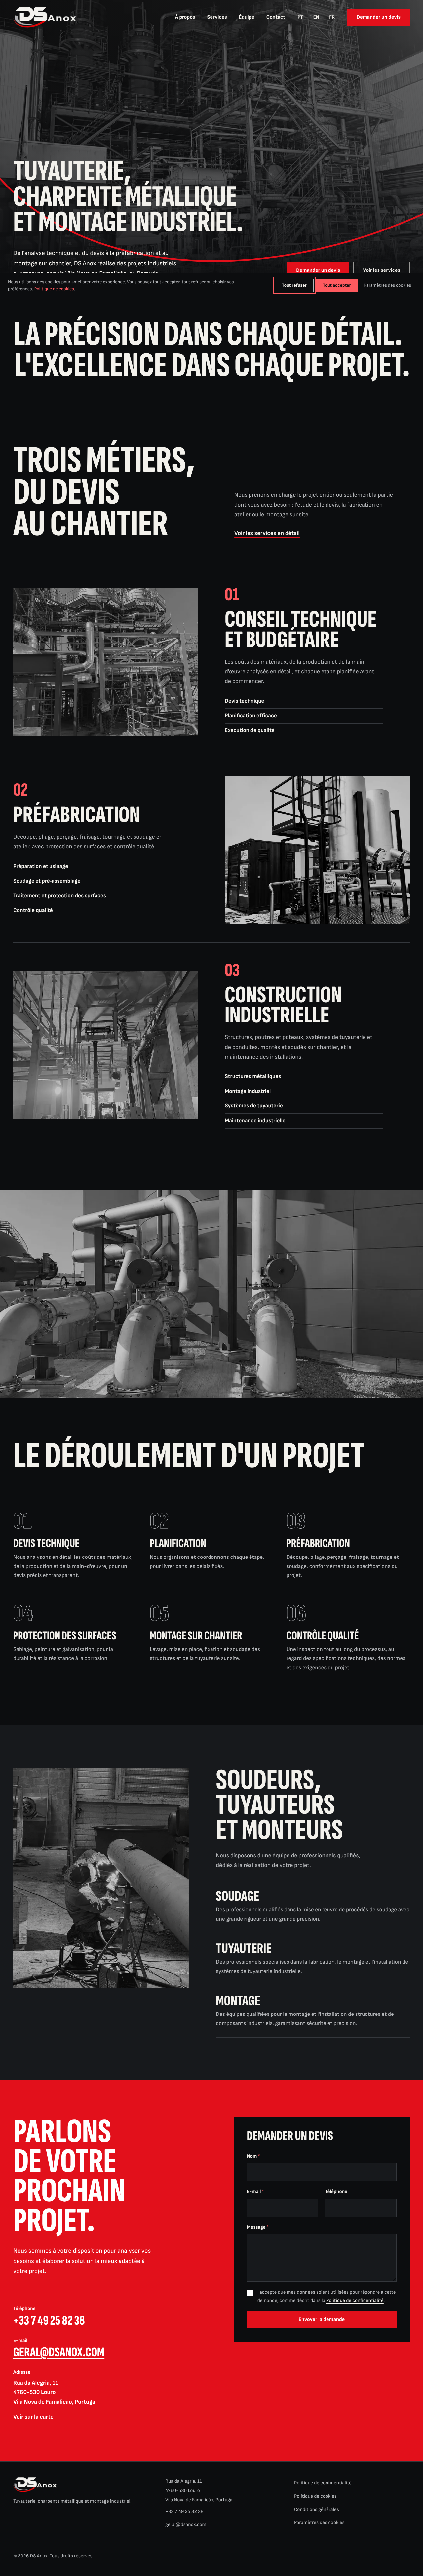 DS Anox
À propos
Services
Équipe
Contact
PT
EN
FR
Demander un devis
TUYAUTERIE,
CHARPENTE MÉTALLIQUE
ET MONTAGE INDUSTRIEL.
De l'analyse technique et du devis à la préfabrication et au
montage sur chantier, DS Anox réalise des projets industriels
Demander un devis
Voir les services
Nous utilisons des cookies pour améliorer votre expérience. Vous pouvez tout accepter, tout refuser ou choisir vos
préférences. Politique de cookies.
Tout refuser
Tout accepter
Paramètres des cookies
LA PRÉCISION DANS CHAQUE DÉTAIL.
L'EXCELLENCE DANS CHAQUE PROJET.
TROIS MÉTIERS,
DU DEVIS
AU CHANTIER
Nous prenons en charge le projet entier ou seulement la partie
dont vous avez besoin : l'étude et le devis, la fabrication en
atelier ou le montage sur site.
Voir les services en détail
01
CONSEIL TECHNIQUE
ET BUDGÉTAIRE
Les coûts des matériaux, de la production et de la main-
d'œuvre analysés en détail, et chaque étape planifiée avant
de commencer.
Devis technique
Planification efficace
Exécution de qualité
02
PRÉFABRICATION
Découpe, pliage, perçage, fraisage, tournage et soudage en
atelier, avec protection des surfaces et contrôle qualité.
Préparation et usinage
Soudage et pré-assemblage
Traitement et protection des surfaces
Contrôle qualité
03
CONSTRUCTION
INDUSTRIELLE
Structures, poutres et poteaux, systèmes de tuyauterie et
de conduites, montés et soudés sur chantier, et la
maintenance des installations.
Structures métalliques
Montage industriel
Systèmes de tuyauterie
Maintenance industrielle
LE DÉROULEMENT D'UN PROJET
01
DEVIS TECHNIQUE
Nous analysons en détail les coûts des matériaux,
de la production et de la main-d'œuvre, pour un
devis précis et transparent.
02
PLANIFICATION
Nous organisons et coordonnons chaque étape,
pour livrer dans les délais fixés.
03
PRÉFABRICATION
Découpe, pliage, perçage, fraisage, tournage et
soudage, conformément aux spécifications du
projet.
04
PROTECTION DES SURFACES
Sablage, peinture et galvanisation, pour la
durabilité et la résistance à la corrosion.
05
MONTAGE SUR CHANTIER
Levage, mise en place, fixation et soudage des
structures et de la tuyauterie sur site.
06
CONTRÔLE QUALITÉ
Une inspection tout au long du processus, au
regard des spécifications techniques, des normes
et des exigences du projet.
SOUDEURS,
TUYAUTEURS
ET MONTEURS
Nous disposons d'une équipe de professionnels qualifiés,
dédiés à la réalisation de votre projet.
SOUDAGE
Des professionnels qualifiés dans la mise en œuvre de procédés de soudage avec
une grande rigueur et une grande précision.
TUYAUTERIE
Des professionnels spécialisés dans la fabrication, le montage et l'installation de
systèmes de tuyauterie industrielle.
MONTAGE
Des équipes qualifiées pour le montage et l'installation de structures et de
composants industriels, garantissant sécurité et précision.
PARLONS
DE VOTRE
PROCHAIN
PROJET.
Nous sommes à votre disposition pour analyser vos
besoins et élaborer la solution la mieux adaptée à
votre projet.
Téléphone
+33 7 49 25 82 38
E-mail
GERAL@DSANOX.COM
Adresse
Rua da Alegria, 11
4760-530 Louro
Vila Nova de Famalicão, Portugal
Voir sur la carte
DEMANDER UN DEVIS
Nom *
E-mail *
Téléphone
Message *
J'accepte que mes données soient utilisées pour répondre à cette
demande, comme décrit dans la Politique de confidentialité.
Envoyer la demande
DS Anox
Tuyauterie, charpente métallique et montage industriel.
Rua da Alegria, 11
4760-530 Louro
Vila Nova de Famalicão, Portugal
+33 7 49 25 82 38
geral@dsanox.com
Politique de confidentialité
Politique de cookies
Conditions générales
Paramètres des cookies
© 2026 DS Anox. Tous droits réservés.